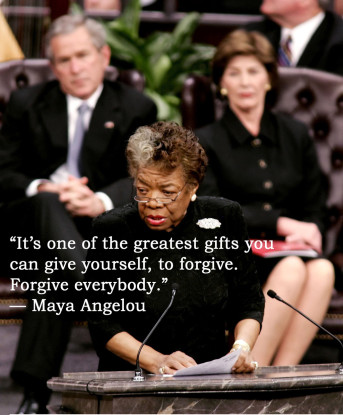 “It’s one of the greatest gifts you
can give yourself, to forgive.
Forgive everybody.”
— Maya Angelou